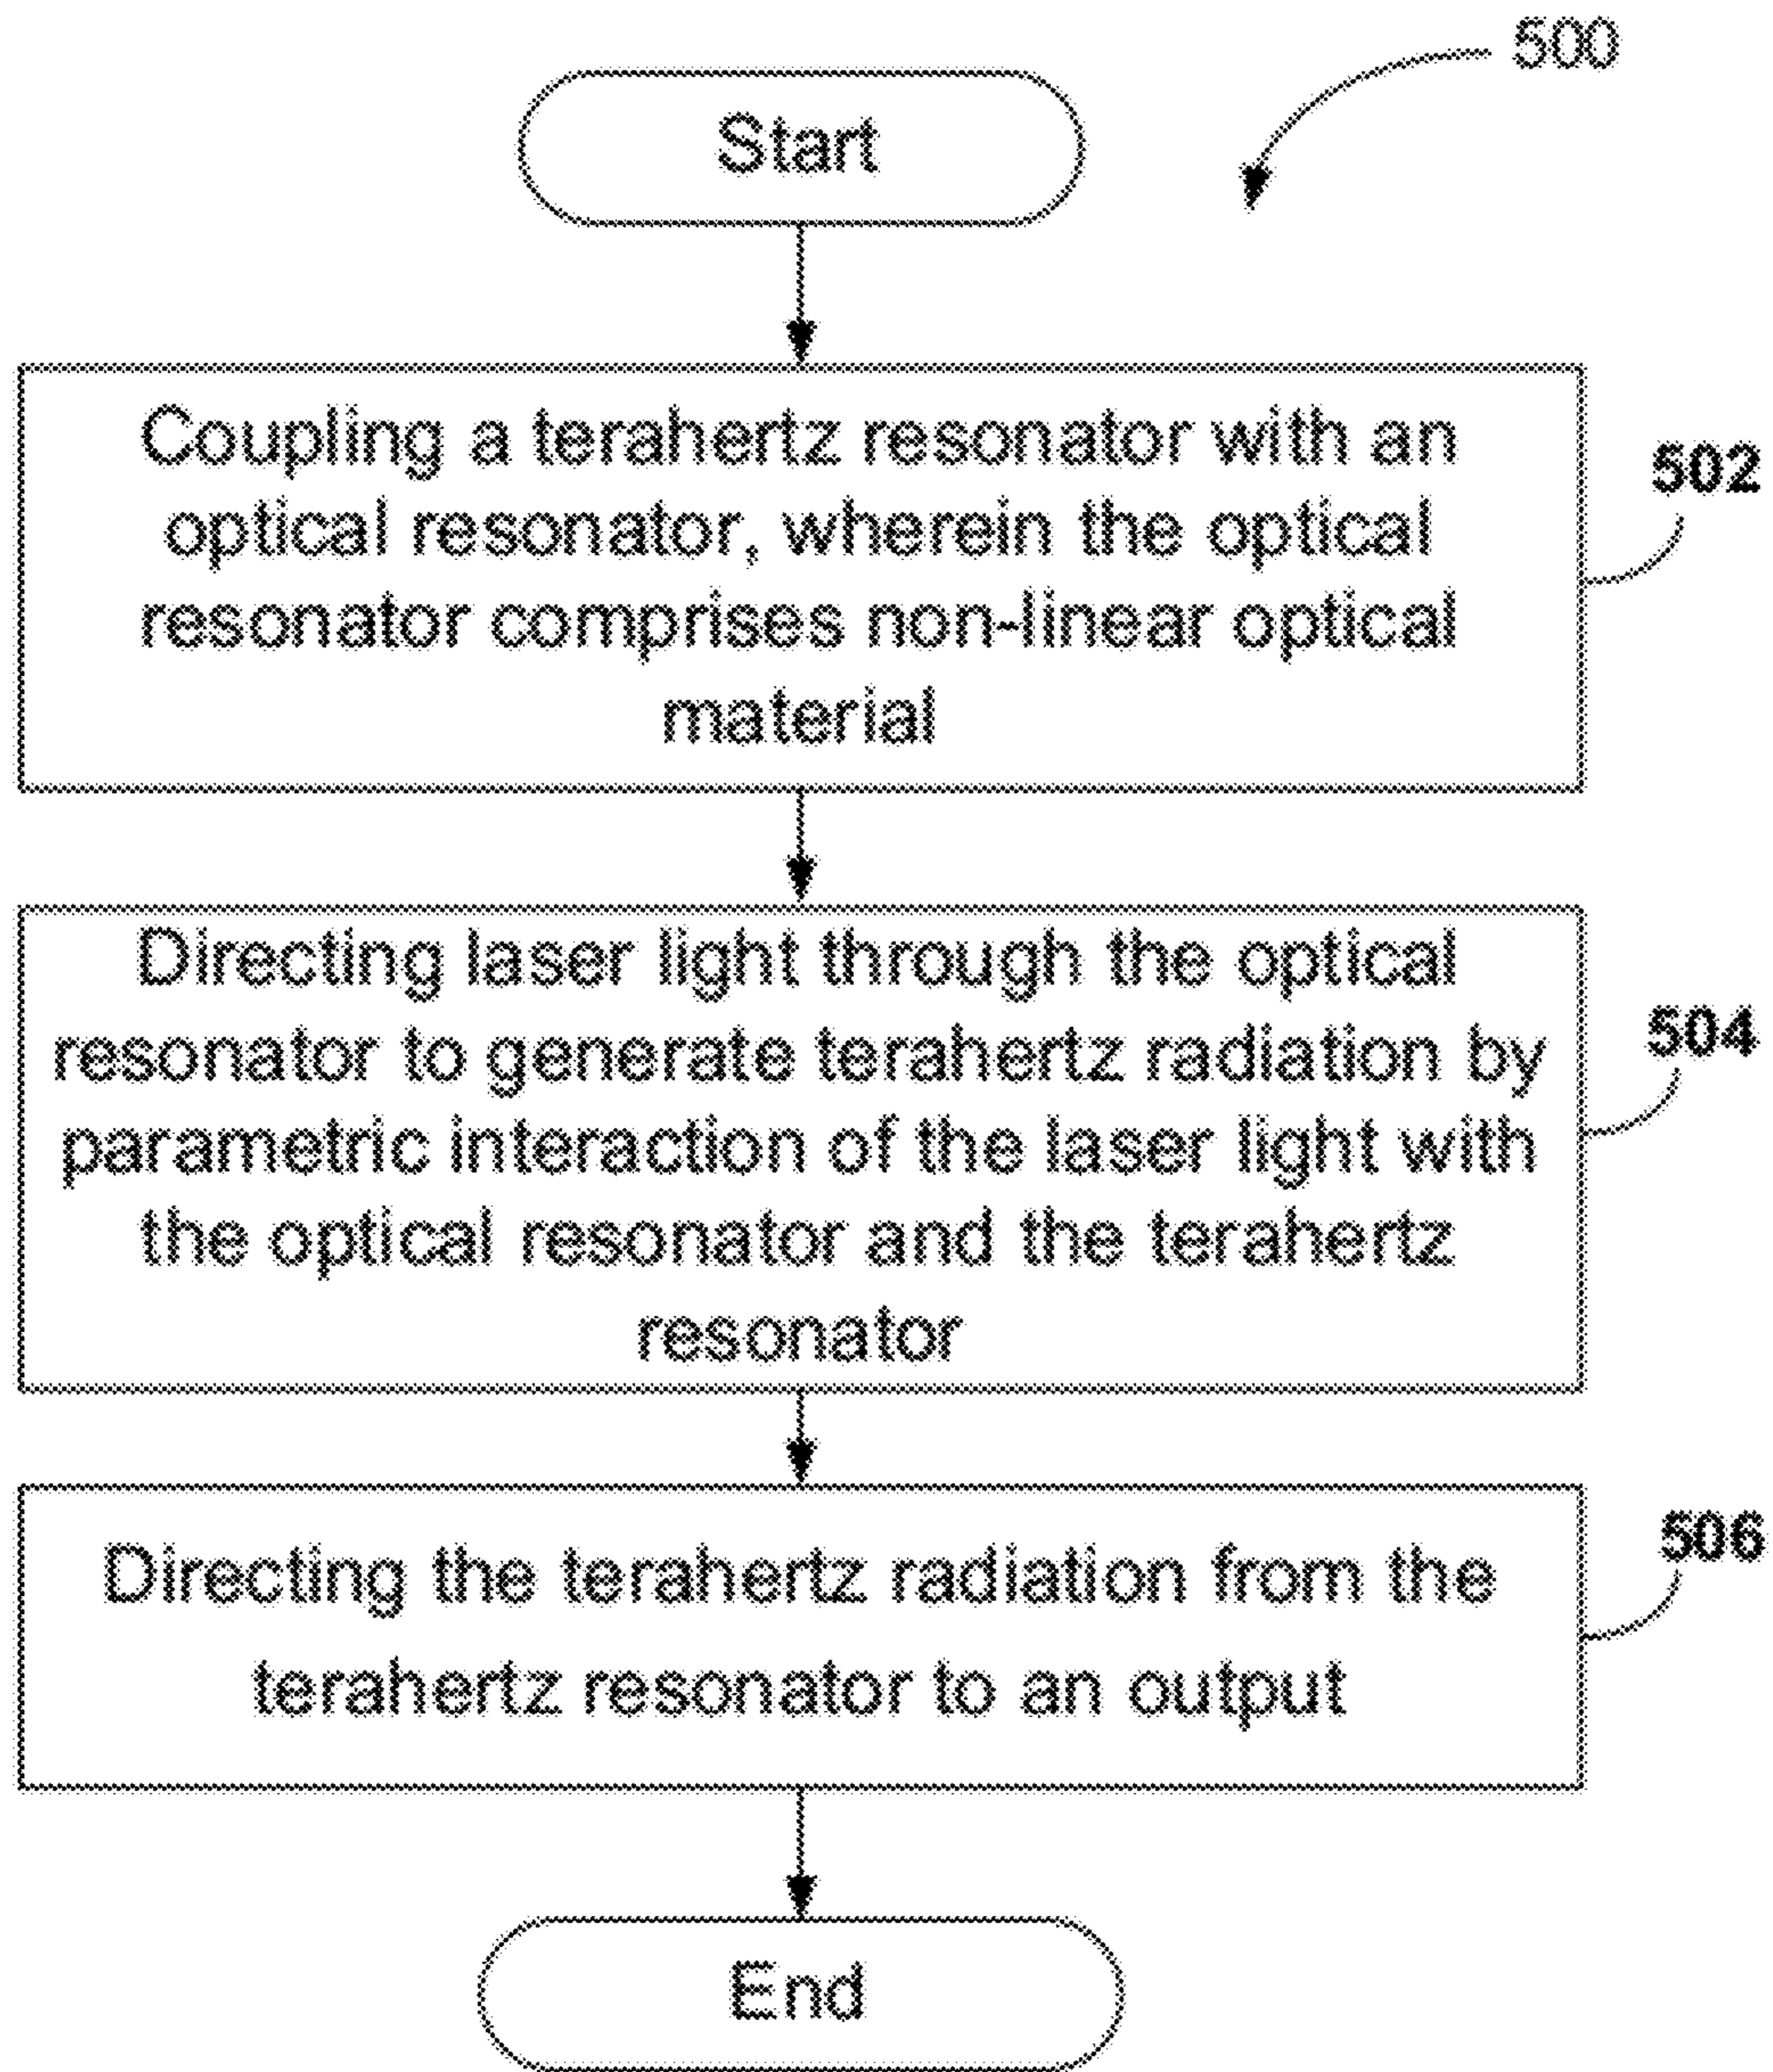 500
Start
Coupling a terahertz resonator with an
optical resonator, wherein the optical
resonator comprises non-linear optical
material
502
Directing laser light through the optical
resonator to generate terahertz radiation by
parametric interaction of the laser light with
the optical resonator and the terahertz
resonator
504
Directing the terahertz radiation from the
terahertz resonator to an output
506
End